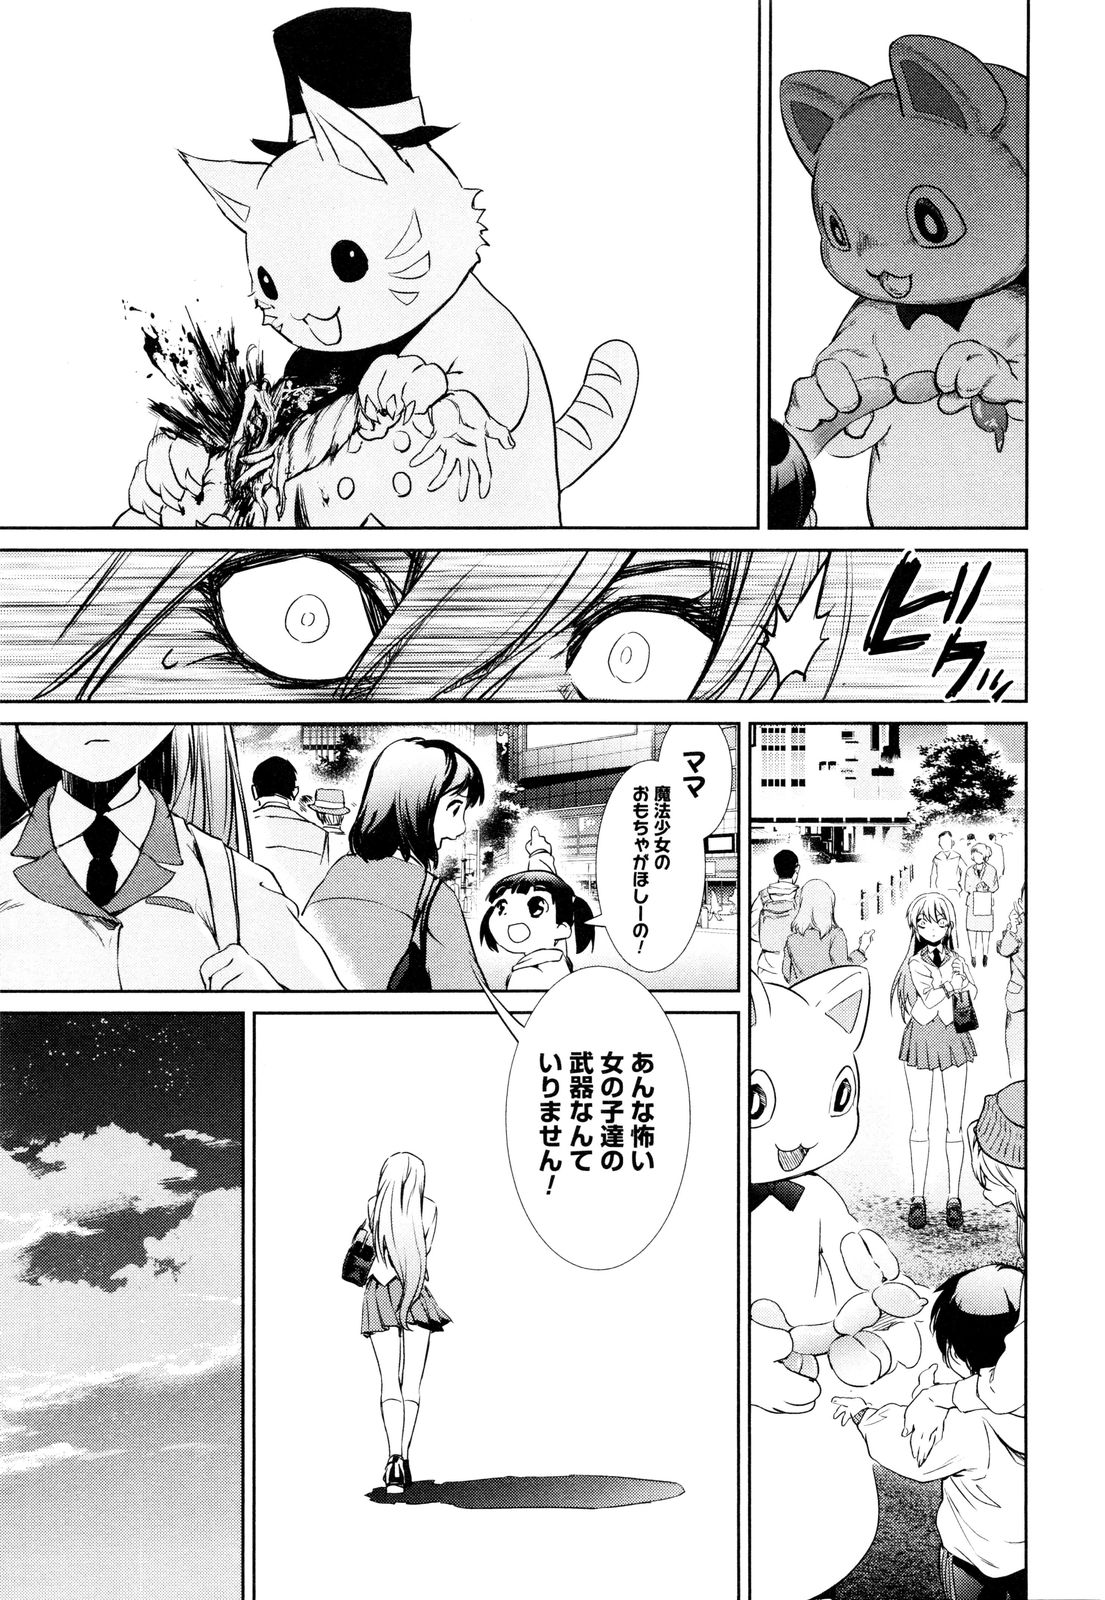 ビクッ
ママ
魔法少女の
おもちゃがほしーの!
あんな怖い
女の子達の
武器なんて
いりません!